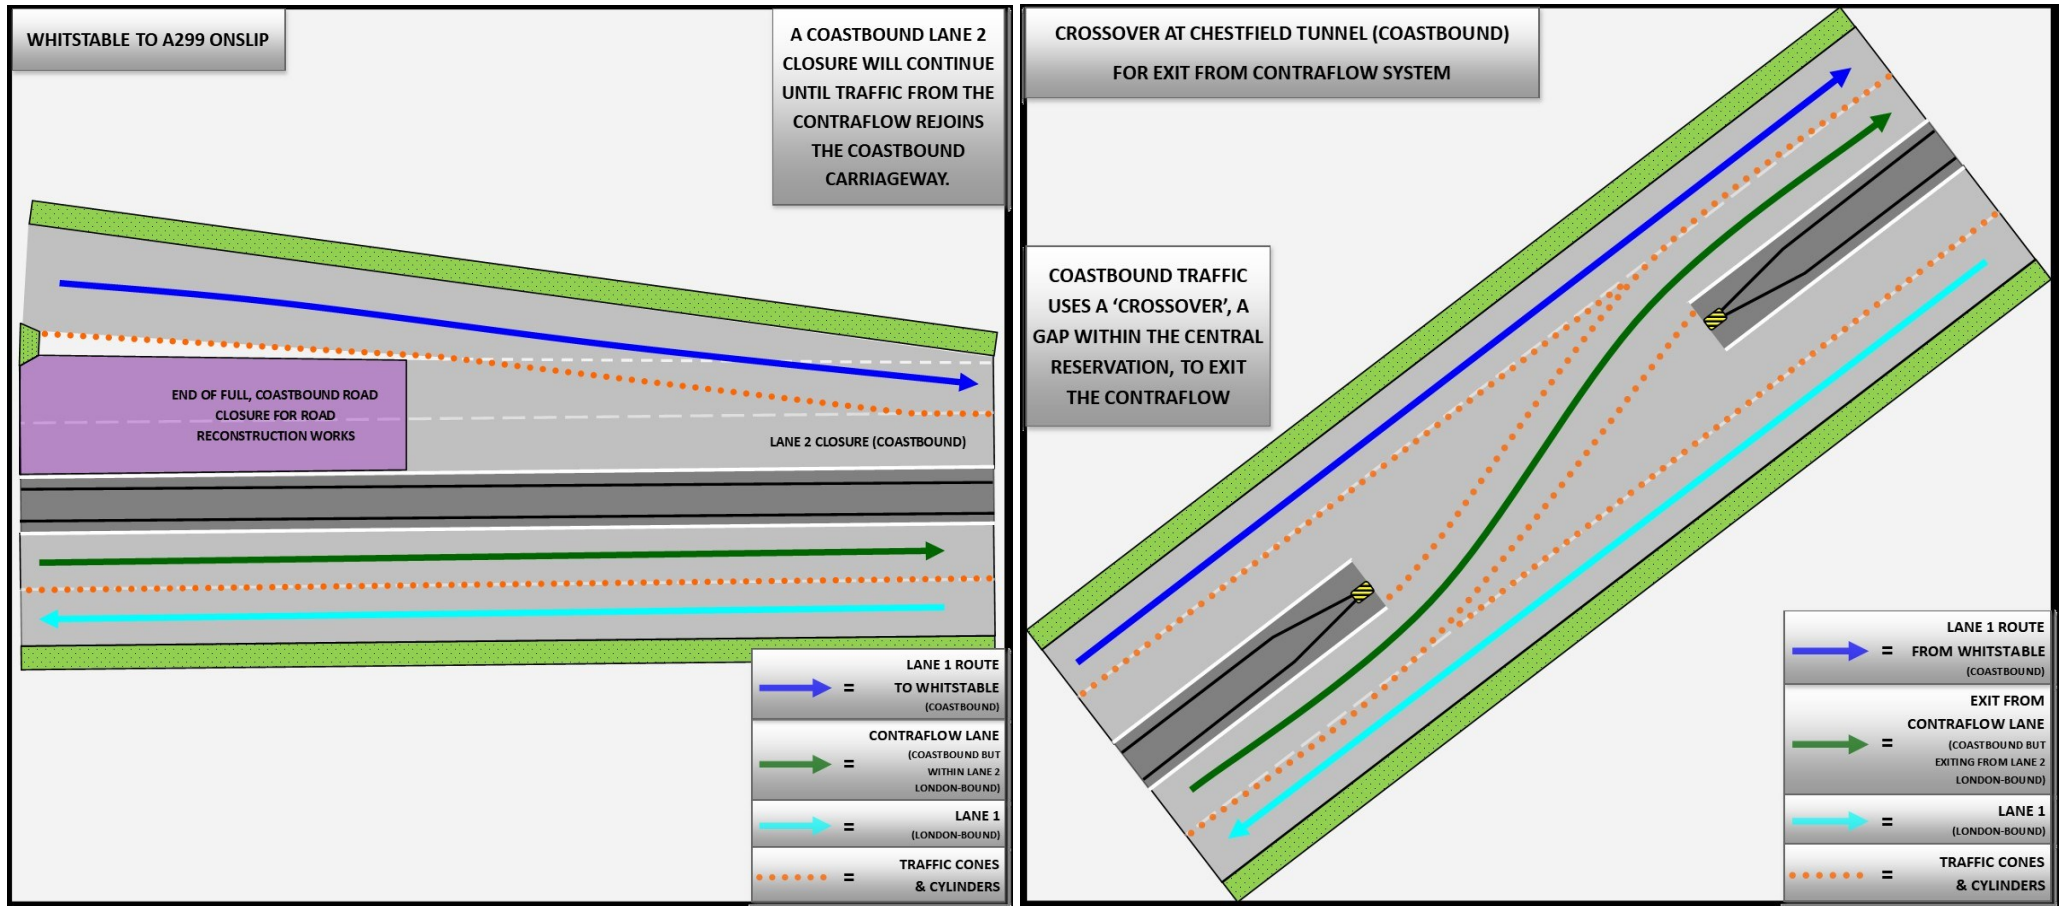 WHITSTABLE TO A299 ONSLIP
A COASTBOUND LANE 2
CLOSURE WILL CONTINUE
UNTIL TRAFFIC FROM THE
CONTRAFLOW REJOINS
THE COASTBOUND
CARRIAGEWAY.
END OF FULL, COASTBOUND ROAD
CLOSURE FOR ROAD
RECONSTRUCTION WORKS
LANE 2 CLOSURE (COASTBOUND)
= LANE 1 ROUTE
TO WHITSTABLE
(COASTBOUND)
= CONTRAFLOW LANE
(COASTBOUND BUT
WITHIN LANE 2
LONDON-BOUND)
= LANE 1
(LONDON-BOUND)
= TRAFFIC CONES
& CYLINDERS
CROSSOVER AT CHESTFIELD TUNNEL (COASTBOUND)
FOR EXIT FROM CONTRAFLOW SYSTEM
COASTBOUND TRAFFIC
USES A ‘CROSSOVER’, A
GAP WITHIN THE CENTRAL
RESERVATION, TO EXIT
THE CONTRAFLOW
LANE 1 ROUTE
= FROM WHITSTABLE
(COASTBOUND)
EXIT FROM
CONTRAFLOW LANE
= (COASTBOUND BUT
EXITING FROM LANE 2
LONDON-BOUND)
= LANE 1
(LONDON-BOUND)
= TRAFFIC CONES
& CYLINDERS